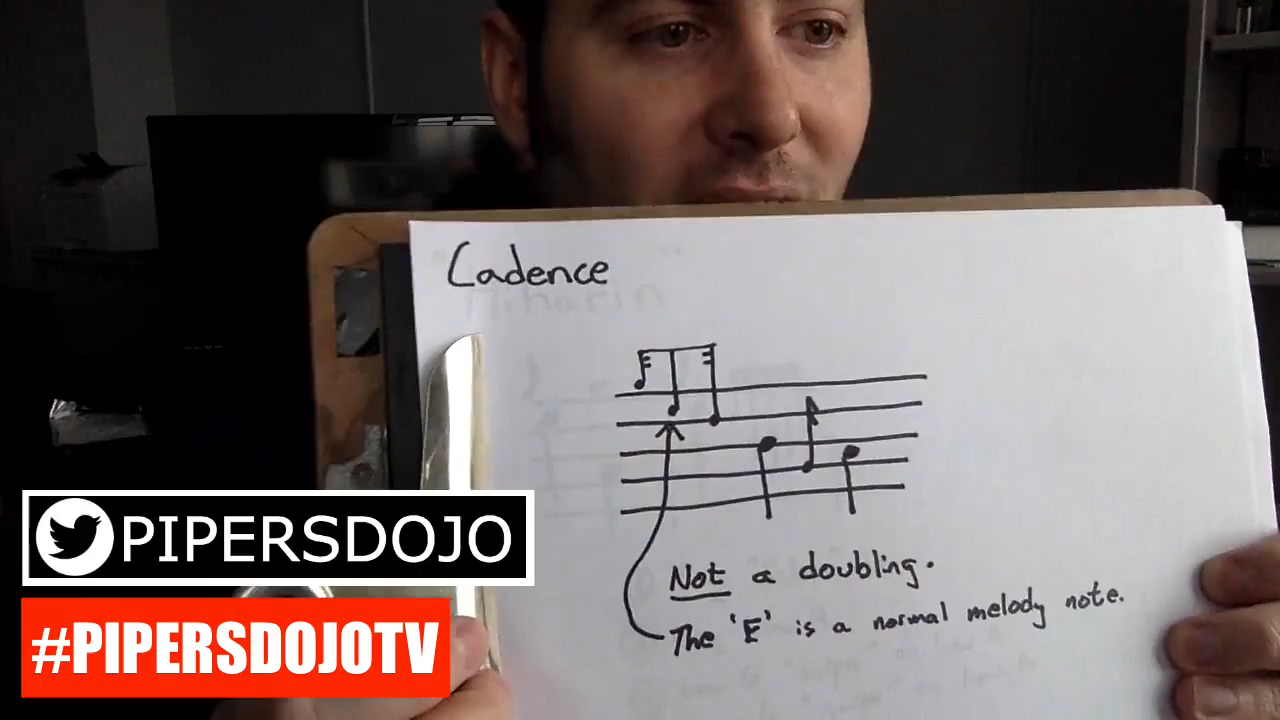 Cadence
Not a doubling.
The 'E' is a normal melody note.
PIPERSDOJO
#PIPERSDOJOTV